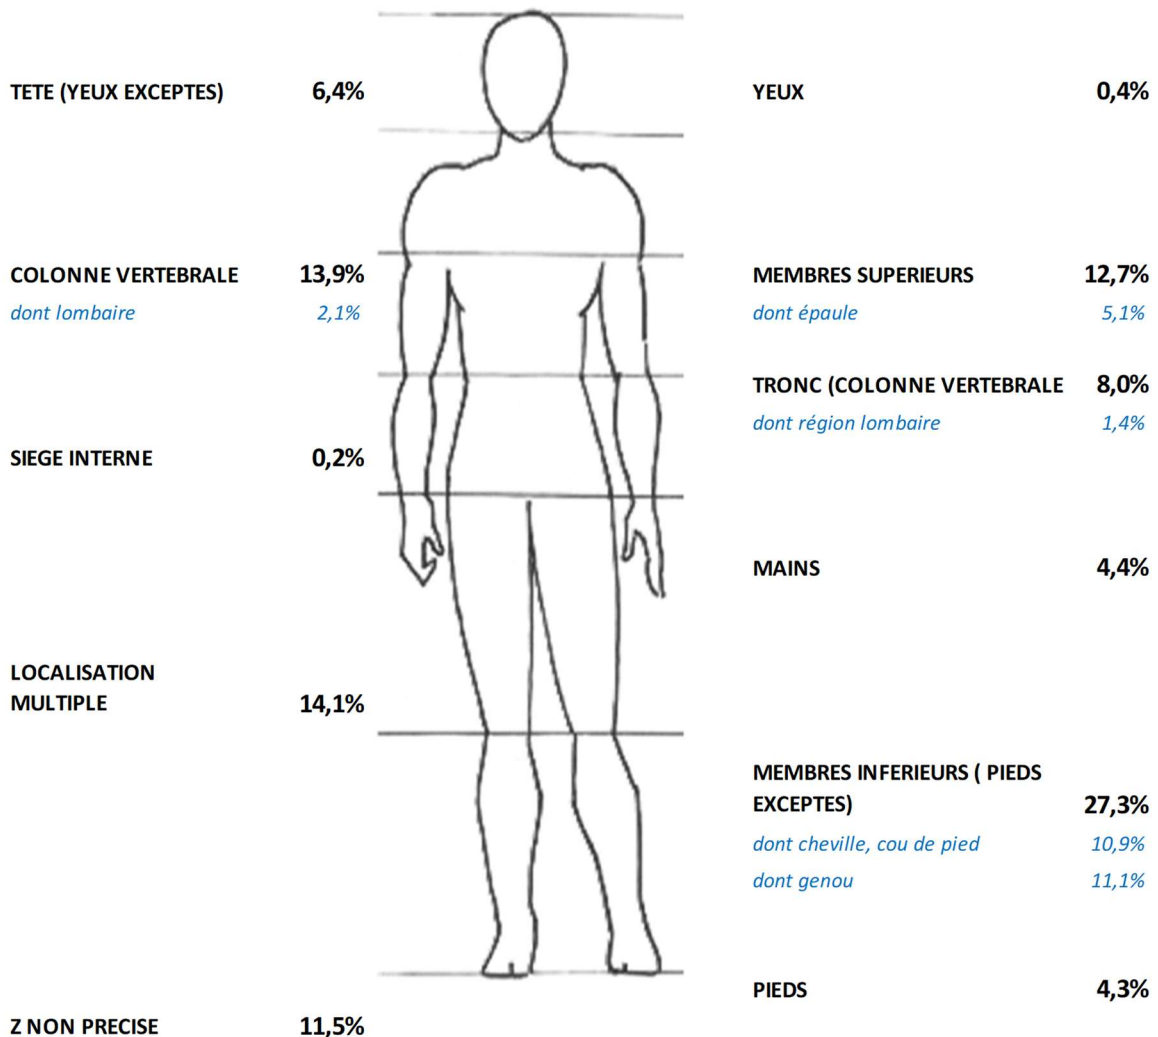 TETE (YEUX EXCEPTES) 6,4%
YEUX 0,4%
COLONNE VERTEBRALE 13,9%
dont lombaire 2,1%
MEMBRES SUPERIEURS 12,7%
dont épaule 5,1%
TRONC (COLONNE VERTEBRALE 8,0%
dont région lombaire 1,4%
SIEGE INTERNE 0,2%
MAINS 4,4%
LOCALISATION
MULTIPLE 14,1%
MEMBRES INFERIEURS ( PIEDS
EXCEPTES) 27,3%
dont cheville, cou de pied 10,9%
dont genou 11,1%
PIEDS 4,3%
Z NON PRECISE 11,5%